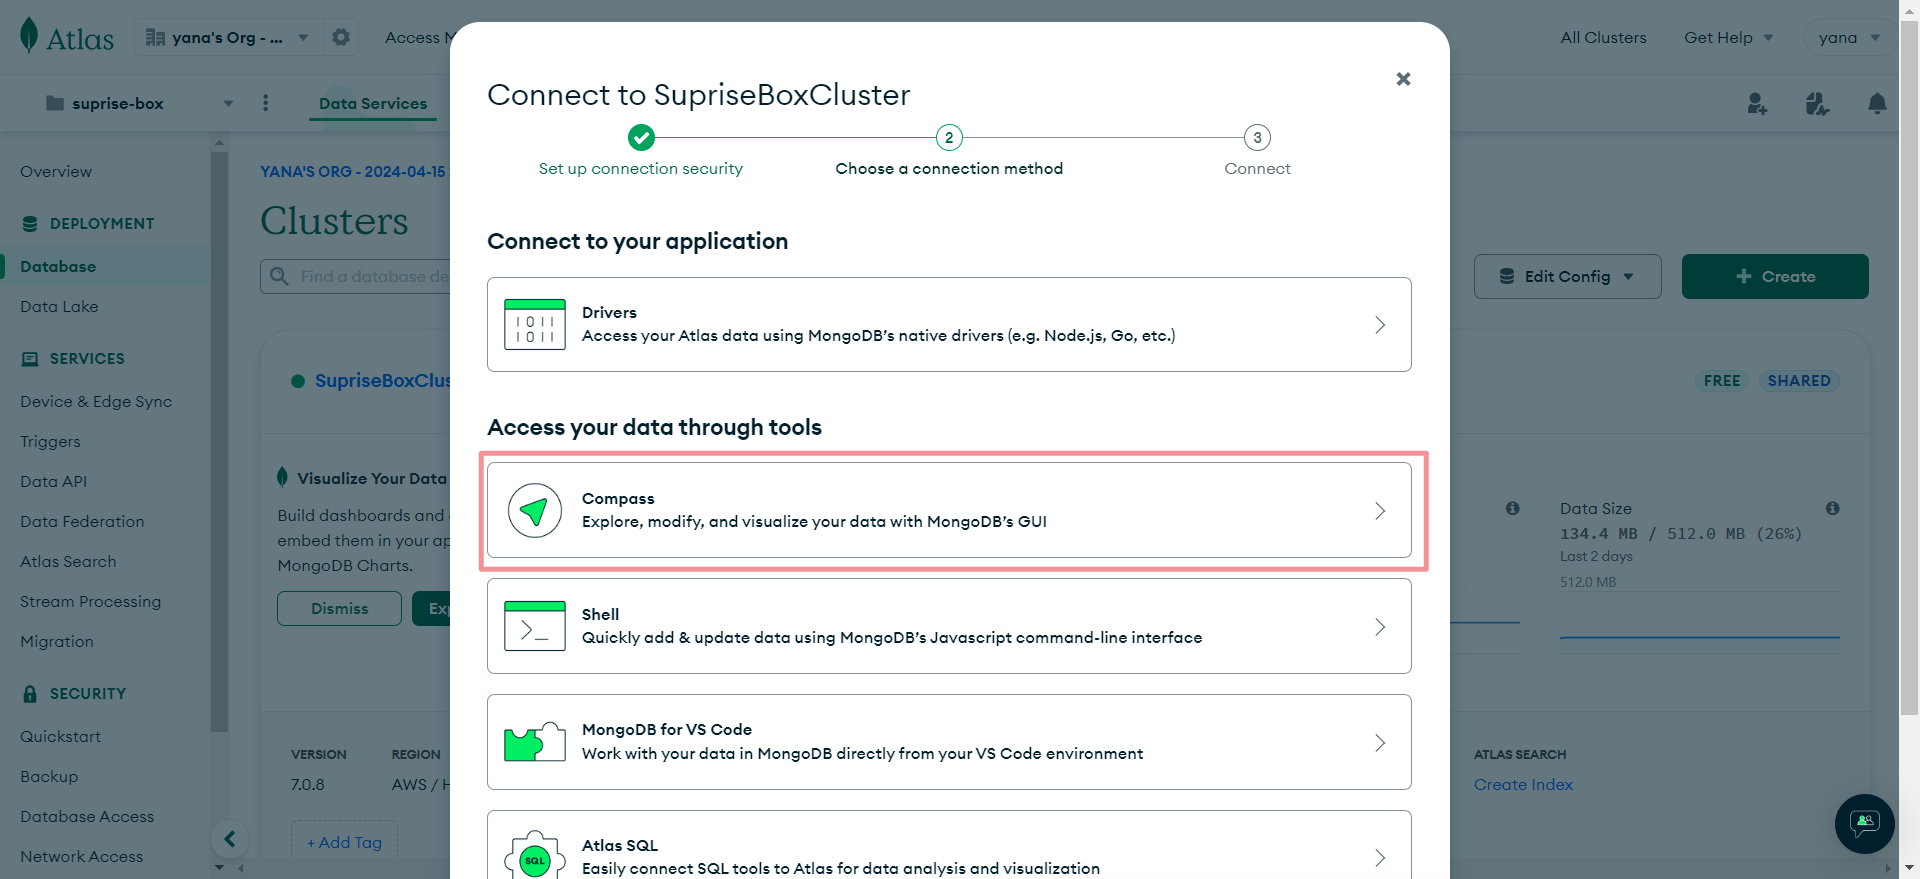 Atlas
yana's Org - ...
Access M
All Clusters
Get Help
yana
suprise-box
Data Services
Overview
DEPLOYMENT
Database
Data Lake
SERVICES
Device & Edge Sync
Triggers
Data API
Data Federation
Atlas Search
Stream Processing
Migration
SECURITY
Quickstart
Backup
Database Access
Network Access
YANA'S ORG - 2024-04-15
Clusters
Find a database de
Edit Config
+ Create
SupriseBoxClus
FREE
SHARED
Visualize Your Data
Build dashboards and
embed them in your ap
MongoDB Charts.
Dismiss
Exp
VERSION
7.0.8
REGION
AWS / H
+ Add Tag
Data Size
134.4 MB / 512.0 MB (26%)
Last 2 days
512.0 MB
ATLAS SEARCH
Create Index
Connect to SupriseBoxCluster
2
3
Set up connection security
Choose a connection method
Connect
Connect to your application
1011
1011
Drivers
Access your Atlas data using MongoDB’s native drivers (e.g. Node.js, Go, etc.)
Access your data through tools
Compass
Explore, modify, and visualize your data with MongoDB’s GUI
>_
Shell
Quickly add & update data using MongoDB’s Javascript command-line interface
MongoDB for VS Code
Work with your data in MongoDB directly from your VS Code environment
SQL
Atlas SQL
Easily connect SQL tools to Atlas for data analysis and visualization